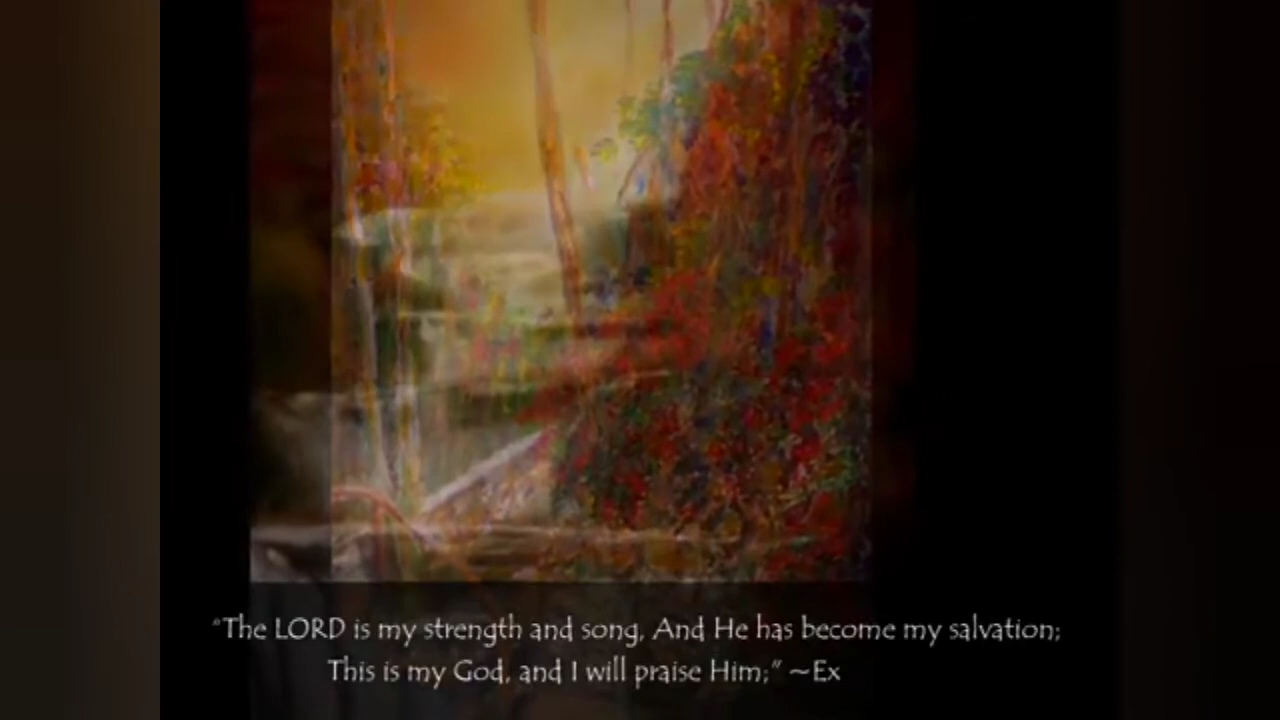 “The LORD is my strength and song, And He has become my salvation;
This is my God, and I will praise Him;” ~Ex